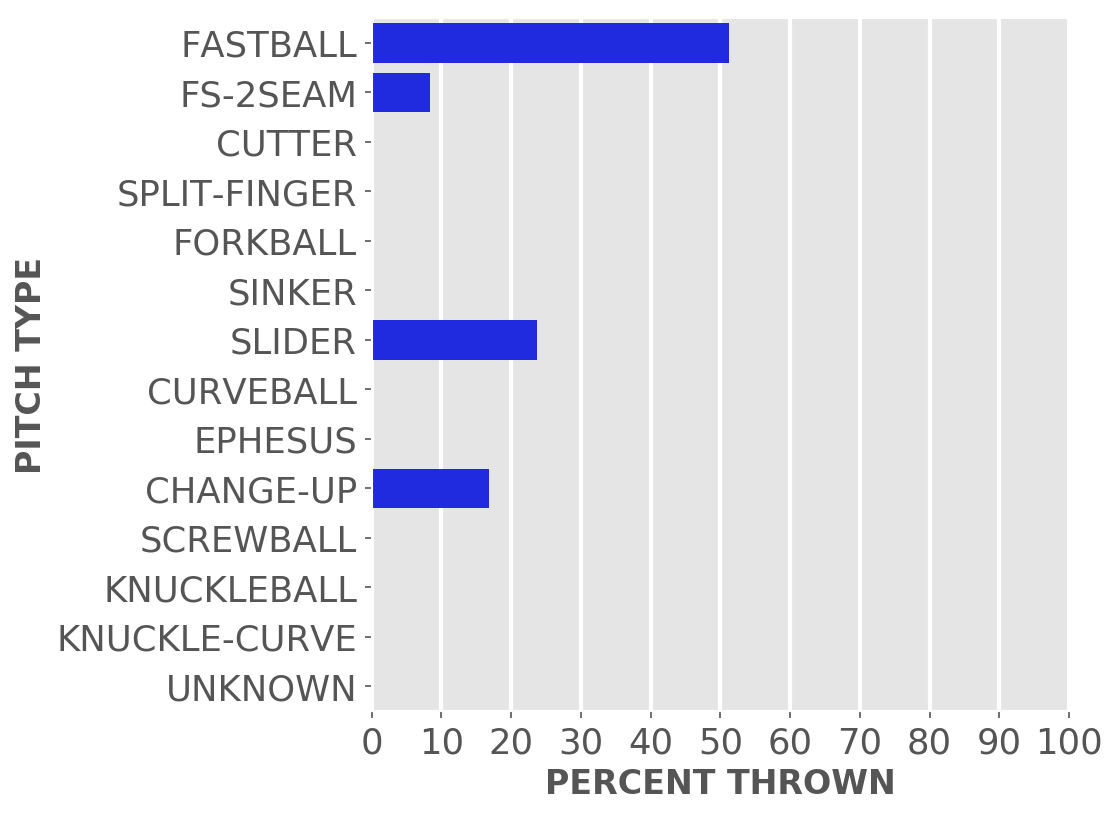 FASTBALL
FS-2SEAM
CUTTER
SPLIT-FINGER
FORKBALL
SINKER
SLIDER
CURVEBALL
EPHESUS
CHANGE-UP
SCREWBALL
KNUCKLEBALL
KNUCKLE-CURVE
UNKNOWN
PITCH TYPE
0 10 20 30 40 50 60 70 80 90 100
PERCENT THROWN